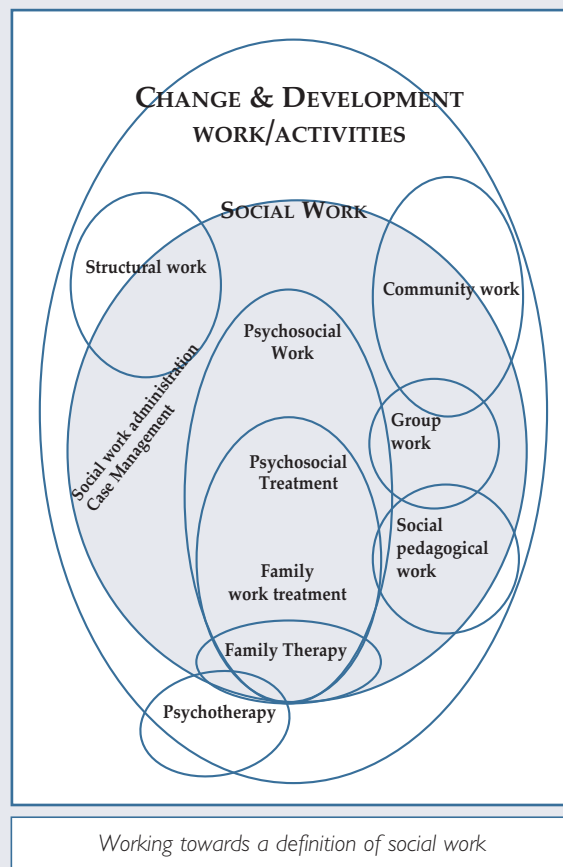 CHANGE & DEVELOPMENT
WORK/ACTIVITIES
SOCIAL WORK
Structural work
Community work
Psychosocial
Work
Social work administration
Case Management
Group
work
Psychosocial
Treatment
Social
pedagogical
work
Family
work treatment
Family Therapy
Psychotherapy
Working towards a definition of social work